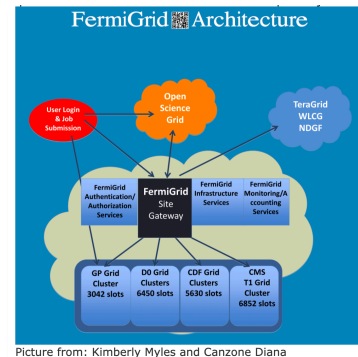 FermiGrid Architecture
User Login
& Job
Submission
Open
Science
Grid
TeraGrid
WLCG
NDGF
FermiGrid
Authentication/
Authorization
Services
FermiGrid
Site
Gateway
FermiGrid
Infrastructure
Services
FermiGrid
Monitoring/A
ccounting
Services
GP Grid
Cluster
3042 slots
D0 Grid
Clusters
6450 slots
CDF Grid
Clusters
5630 slots
CMS
T1 Grid
Cluster
6852 slots
Picture from: Kimberly Myles and Canzone Diana